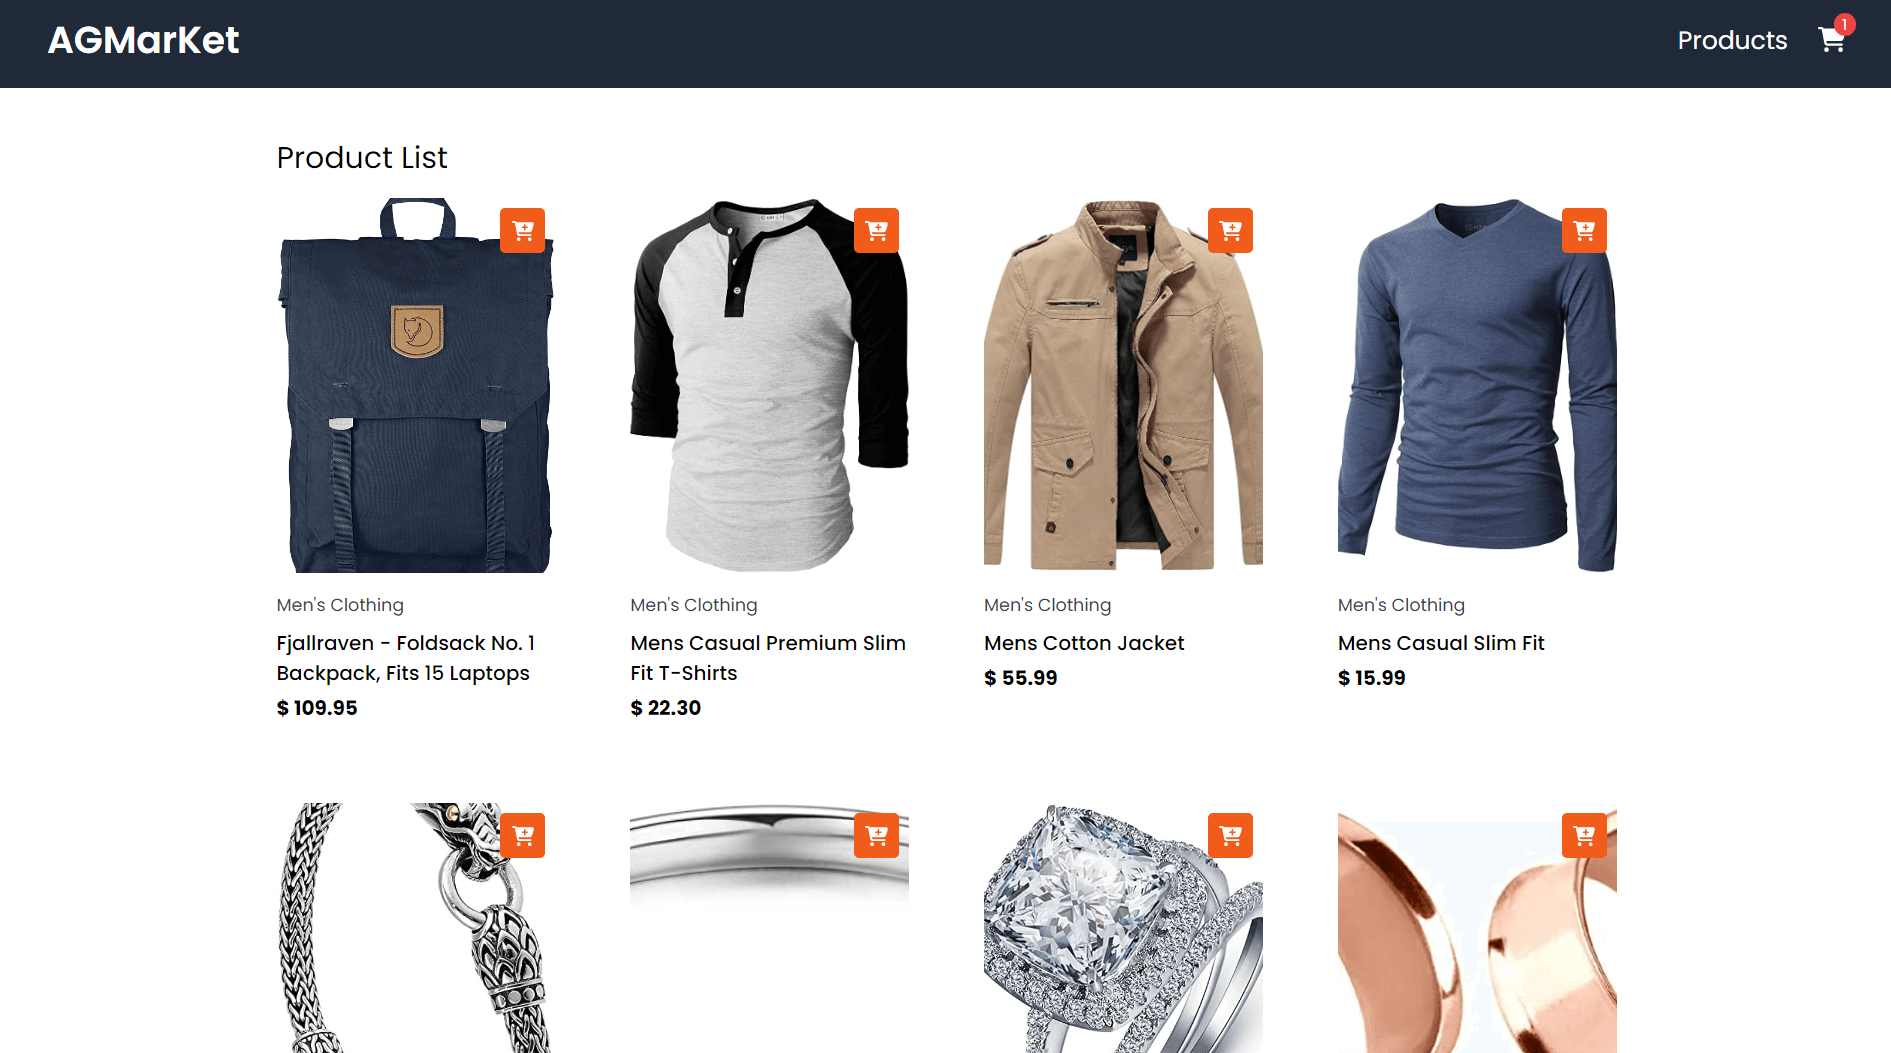 AGMarKet
Products
1
Product List
Men's Clothing
Fjallraven - Foldsack No. 1
Backpack, Fits 15 Laptops
$ 109.95
Men's Clothing
Mens Casual Premium Slim
Fit T-Shirts
$ 22.30
Men's Clothing
Mens Cotton Jacket
$ 55.99
Men's Clothing
Mens Casual Slim Fit
$ 15.99